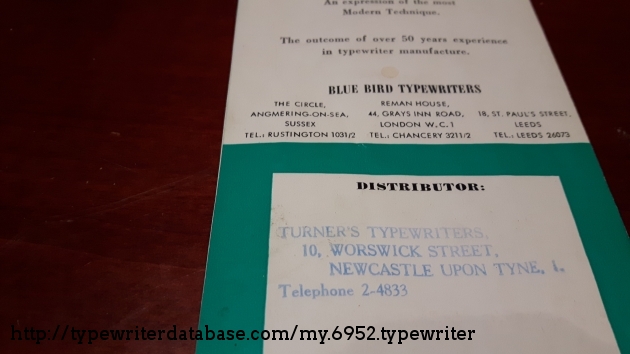 An expression of the most
Modern Technique.
The outcome of over 50 years experience
in typewriter manufacture.
BLUE BIRD TYPEWRITERS
THE CIRCLE,
ANGMERING-ON-SEA,
SUSSEX
TEL.: RUSTINGTON 1031/2
REMAN HOUSE,
44, GRAYS INN ROAD,
LONDON W.C.1
TEL.: CHANCERY 3211/2
18, ST. PAUL'S STREET,
LEEDS
TEL.: LEEDS 26073
DISTRIBUTOR:
TURNER'S TYPEWRITERS,
10, WORSWICK STREET,
NEWCASTLE UPON TYNE, 1.
Telephone 2-4833
http://typewriterdatabase.com/my.6952.typewriter